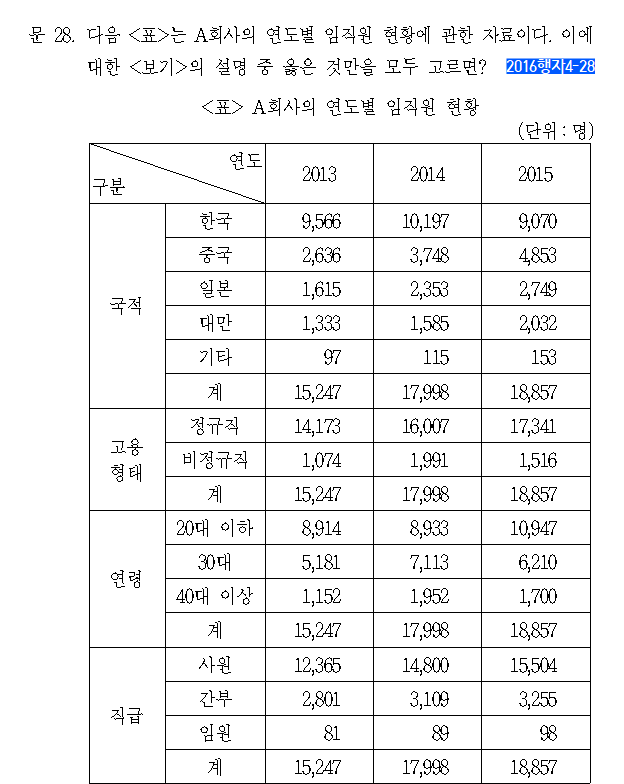 문 28. 다음 <표>는 A회사의 연도별 임직원 현황에 관한 자료이다. 이에
대한 <보기>의 설명 중 옳은 것만을 모두 고르면? 2016행자4-28
<표> A회사의 연도별 임직원 현황
(단위 : 명)
구분 연도 2013 2014 2015
국적 한국 9,566 10,197 9,070
중국 2,636 3,748 4,853
일본 1,615 2,353 2,749
대만 1,333 1,585 2,032
기타 97 115 153
계 15,247 17,998 18,857
고용형태 정규직 14,173 16,007 17,341
비정규직 1,074 1,991 1,516
계 15,247 17,998 18,857
연령 20대 이하 8,914 8,933 10,947
30대 5,181 7,113 6,210
40대 이상 1,152 1,952 1,700
계 15,247 17,998 18,857
직급 사원 12,365 14,800 15,504
간부 2,801 3,109 3,255
임원 81 89 98
계 15,247 17,998 18,857